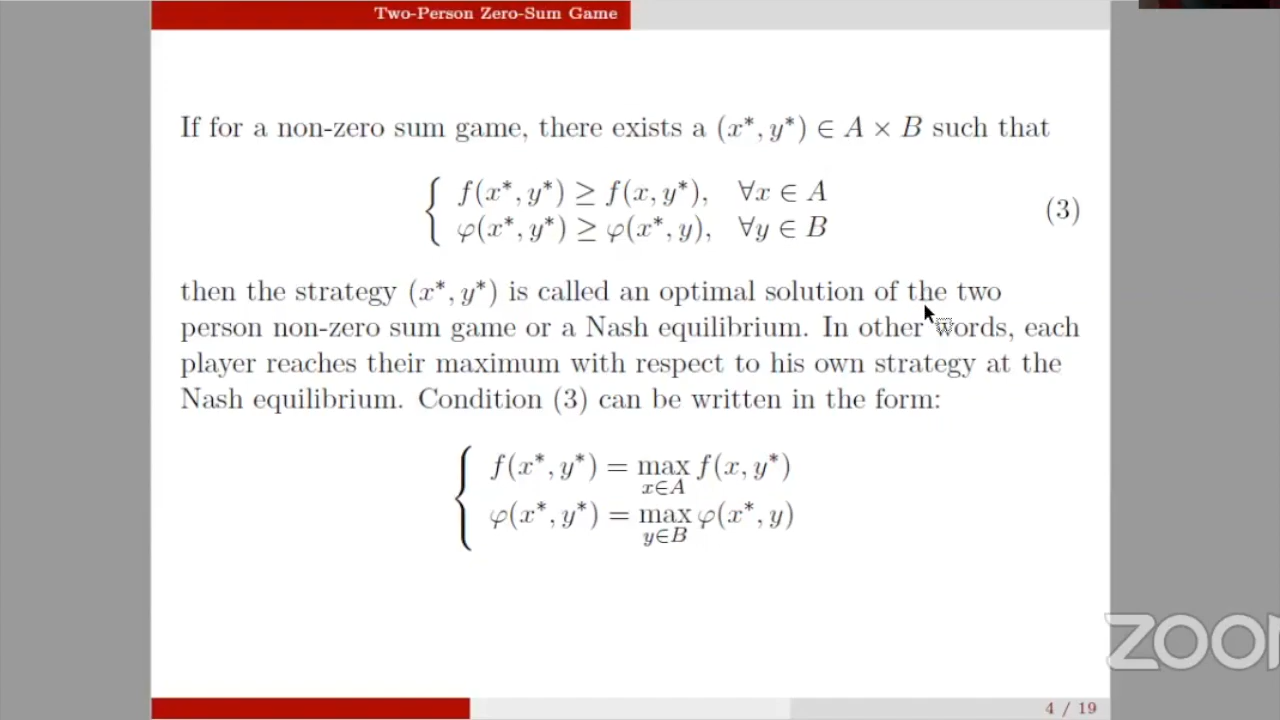 Two-Person Zero-Sum Game
If for a non-zero sum game, there exists a (x*, y*) ∈ A × B such that
f(x*, y*) ≥ f(x, y*), ∀x ∈ A
φ(x*, y*) ≥ φ(x*, y), ∀y ∈ B
(3)
then the strategy (x*, y*) is called an optimal solution of the two
person non-zero sum game or a Nash equilibrium. In other words, each
player reaches their maximum with respect to his own strategy at the
Nash equilibrium. Condition (3) can be written in the form:
f(x*, y*) = max f(x, y*)
x∈A
φ(x*, y*) = max φ(x*, y)
y∈B
ZOOM
4 / 19